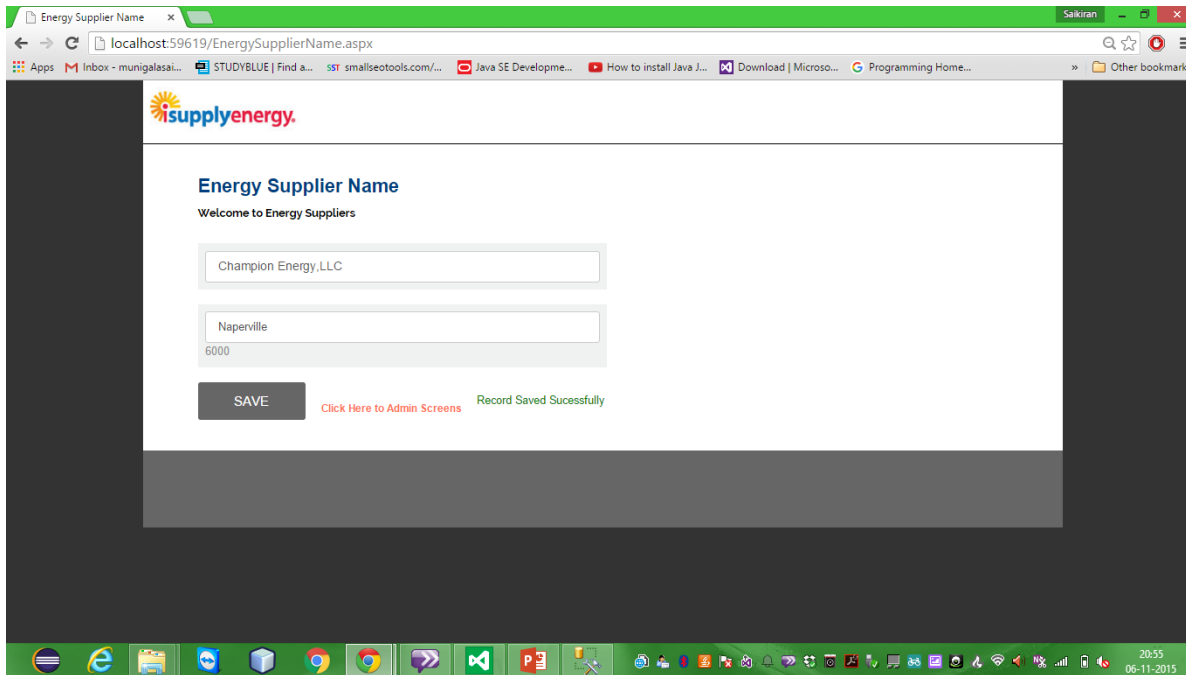 Energy Supplier Name
Saikiran
localhost:59619/EnergySupplierName.aspx
Apps Inbox - munigalasai... STUDYBLUE | Find a... SST smallseotools.com/... Java SE Developme... How to install Java J... Download | Microso... Programming Home... » Other bookmark
isupplyenergy.
Energy Supplier Name
Welcome to Energy Suppliers
Champion Energy,LLC
Naperville
6000
SAVE Click Here to Admin Screens Record Saved Sucessfully
20:55
06-11-2015